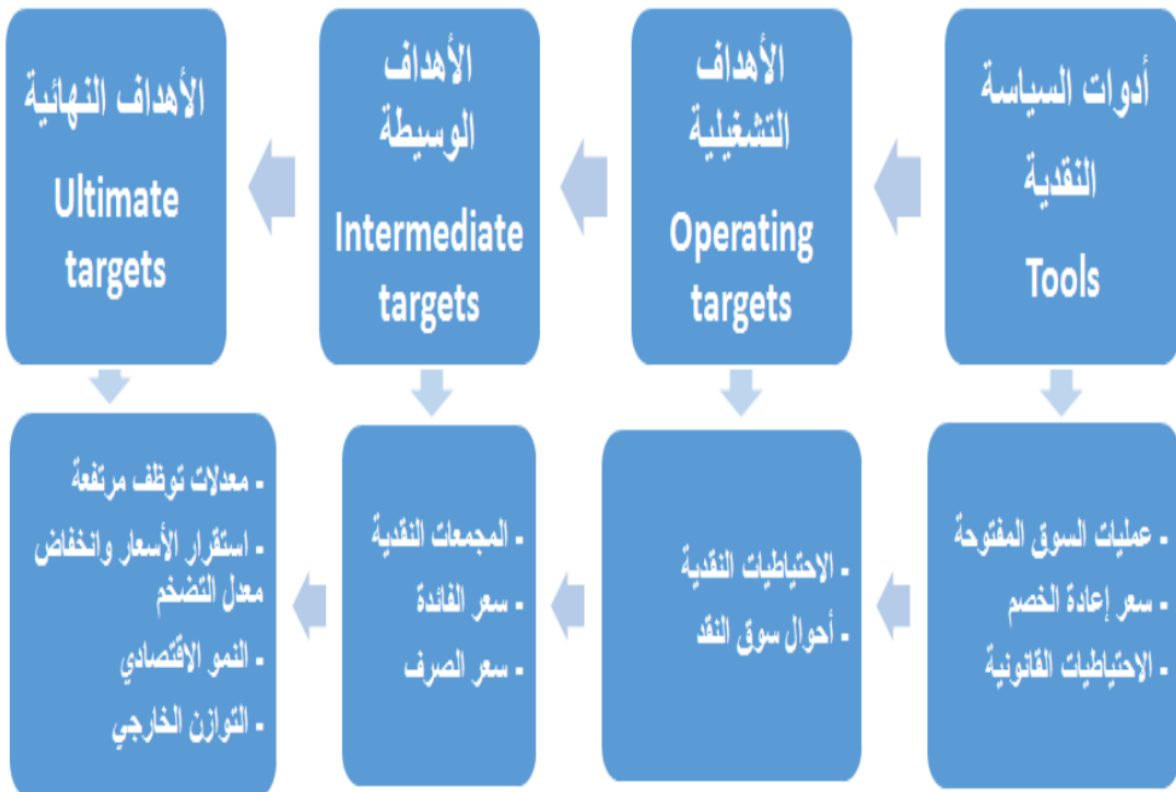 أدوات السياسة
النقدية
Tools
الأهداف
التشغيلية
Operating
targets
الأهداف
الوسيطة
Intermediate
targets
الأهداف النهائية
Ultimate
targets
- عمليات السوق المفتوحة
- سعر إعادة الخصم
- الاحتياطيات القانونية
- الاحتياطيات النقدية
- أحوال سوق النقد
- المجمعات النقدية
- سعر الفائدة
- سعر الصرف
- معدلات توظف مرتفعة
- استقرار الأسعار وانخفاض
معدل التضخم
- النمو الاقتصادي
- التوازن الخارجي